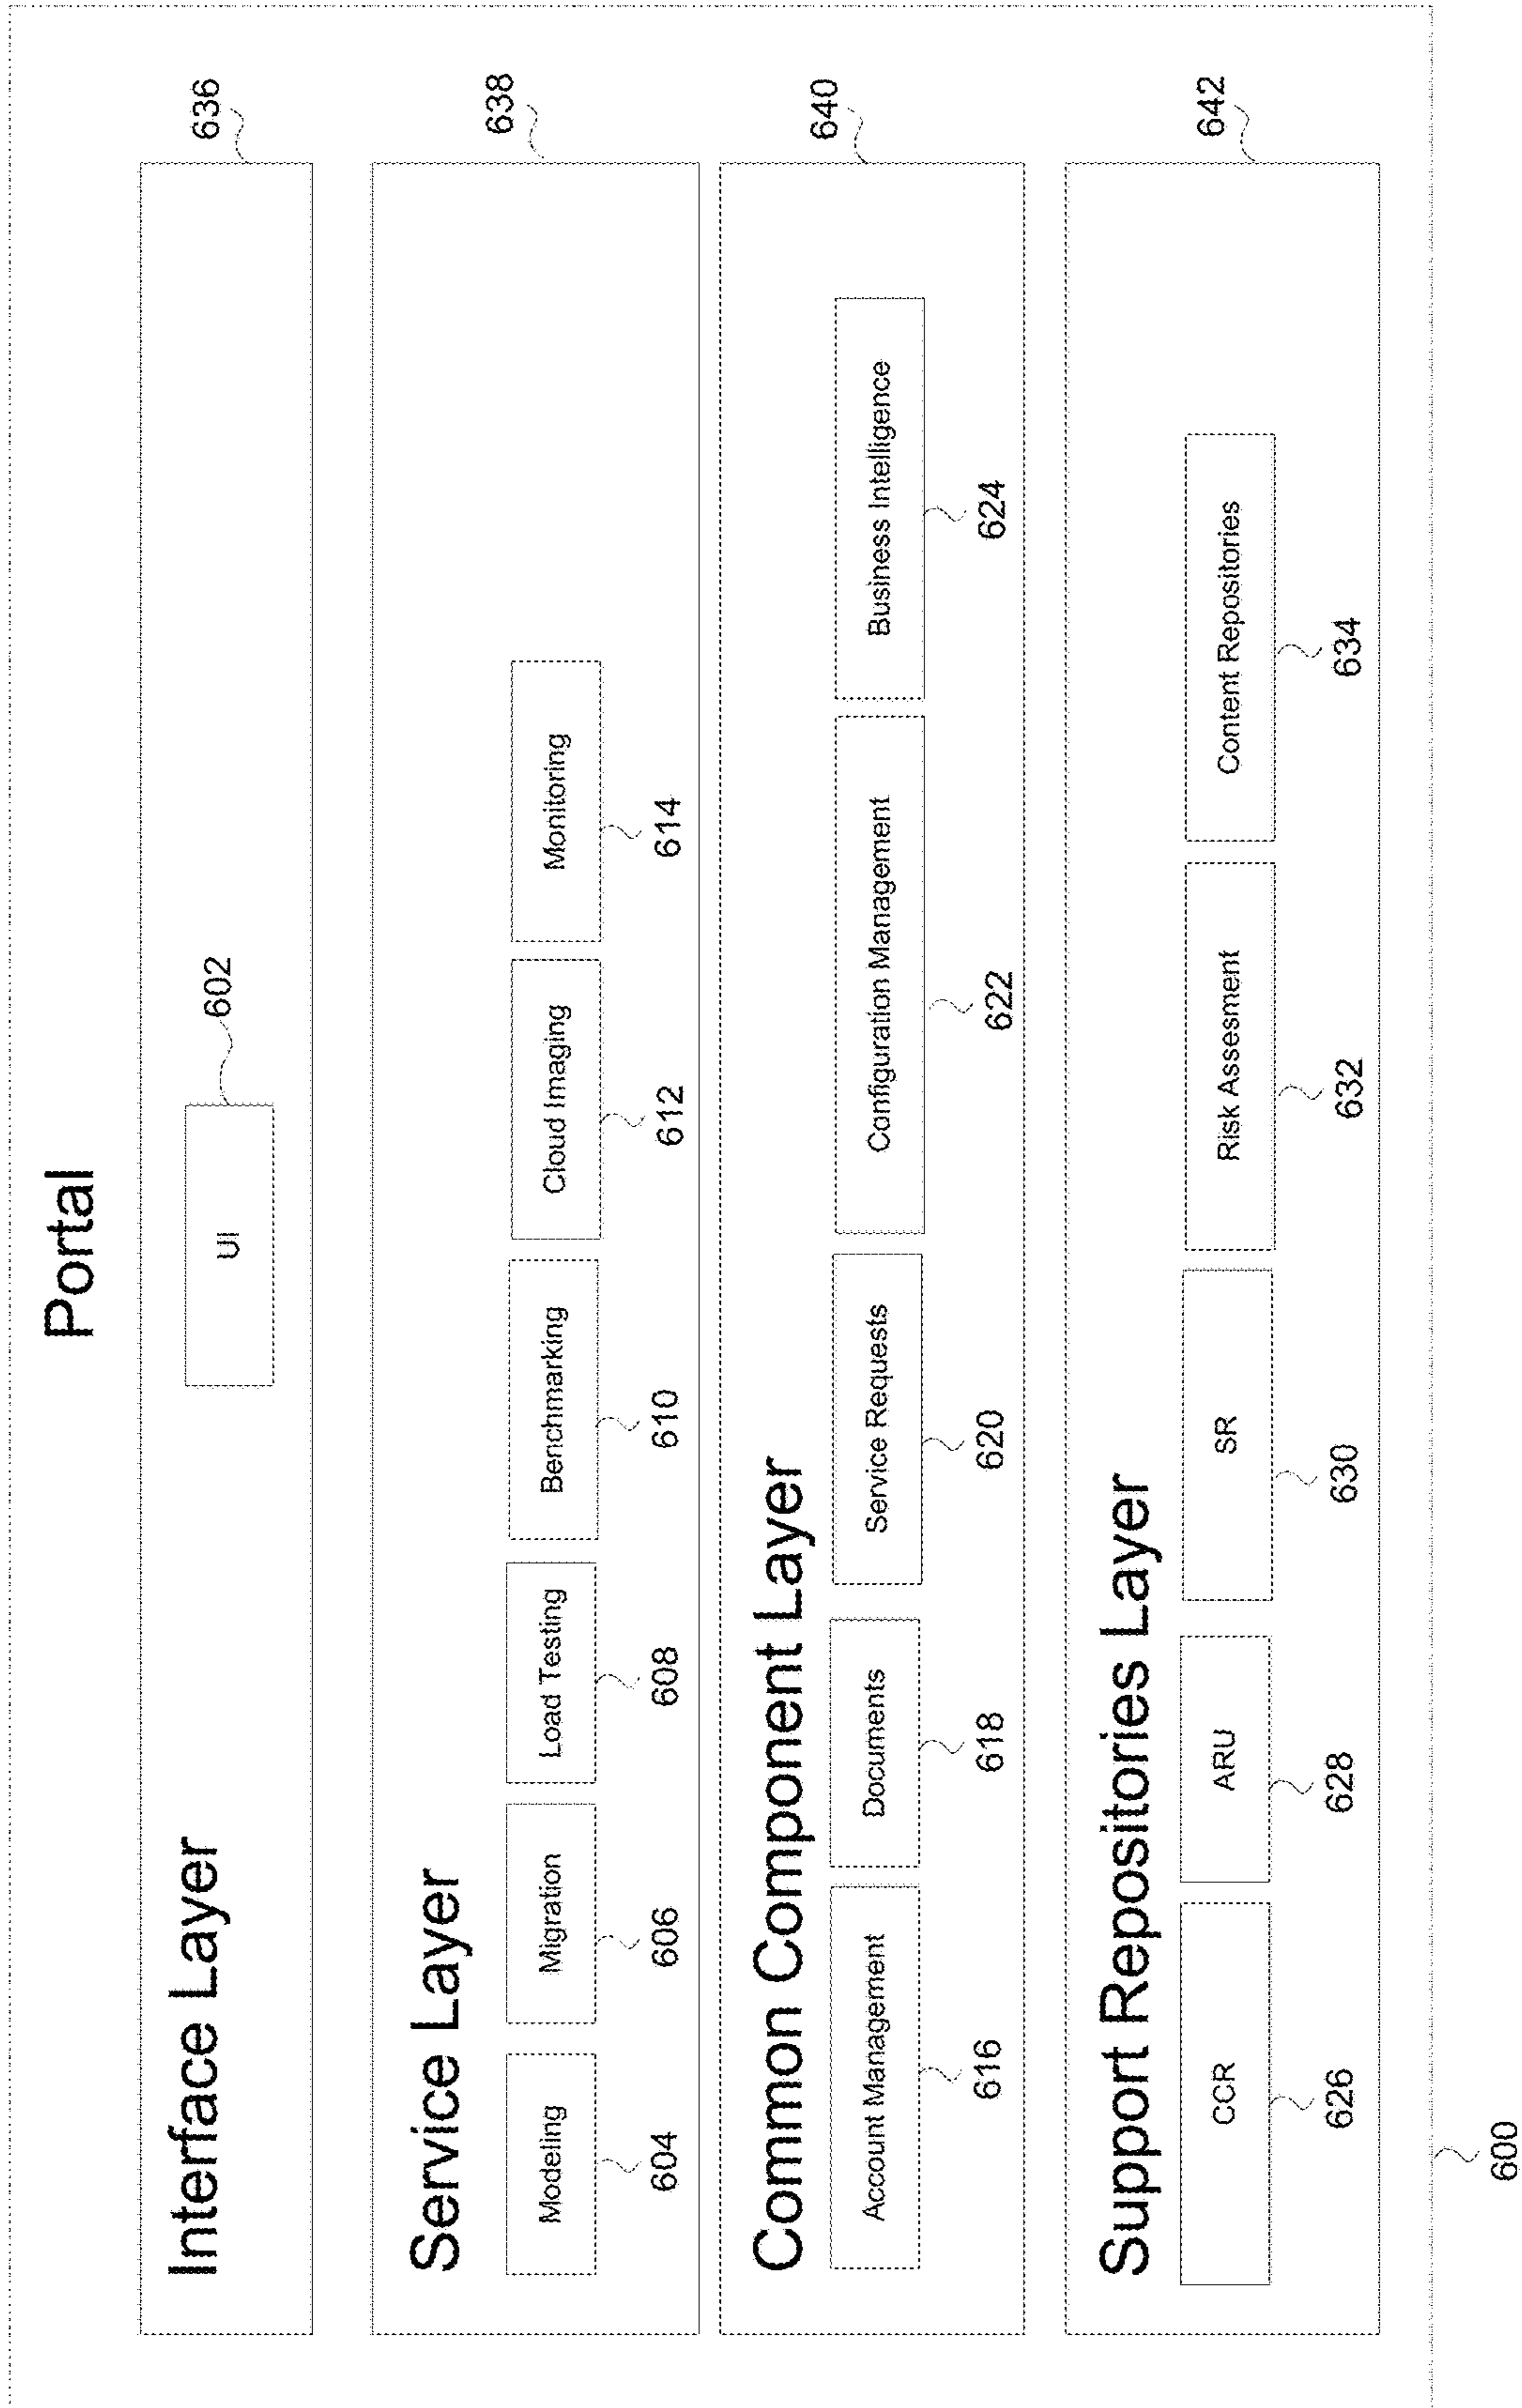 Portal
Interface Layer
636
UI
602
Service Layer
638
Modeling
Migration
Load Testing
Benchmarking
Cloud Imaging
Monitoring
604
606
608
610
612
614
Common Component Layer
640
Account Management
Documents
Service Requests
Configuration Management
Business Intelligence
616
618
620
622
624
Support Repositories Layer
642
CCR
ARU
SR
Risk Assesment
Content Repositories
626
628
630
632
634
600